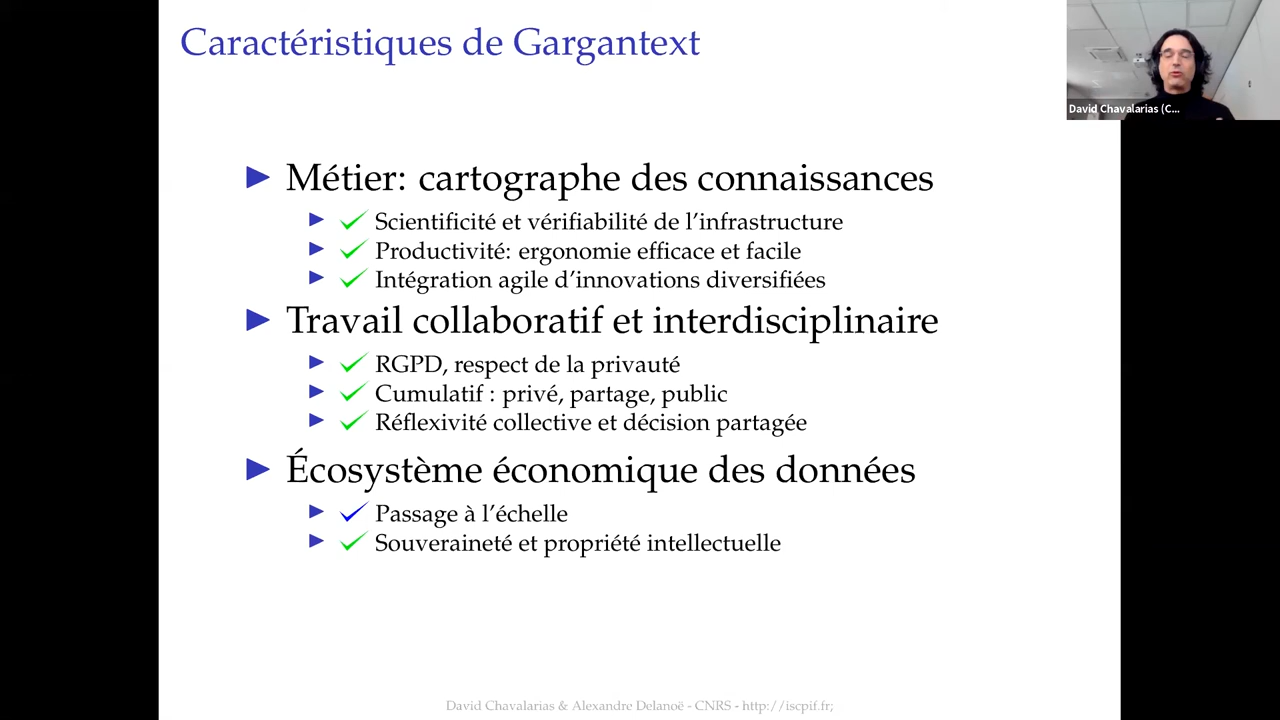 Caractéristiques de Gargantext
David Chavalarias (C...
Métier: cartographe des connaissances
Scientificité et vérifiabilité de l'infrastructure
Productivité: ergonomie efficace et facile
Intégration agile d'innovations diversifiées
Travail collaboratif et interdisciplinaire
RGPD, respect de la privauté
Cumulatif : privé, partage, public
Réflexivité collective et décision partagée
Écosystème économique des données
Passage à l'échelle
Souveraineté et propriété intellectuelle
David Chavalarias & Alexandre Delanoë - CNRS - http://iscpif.fr;